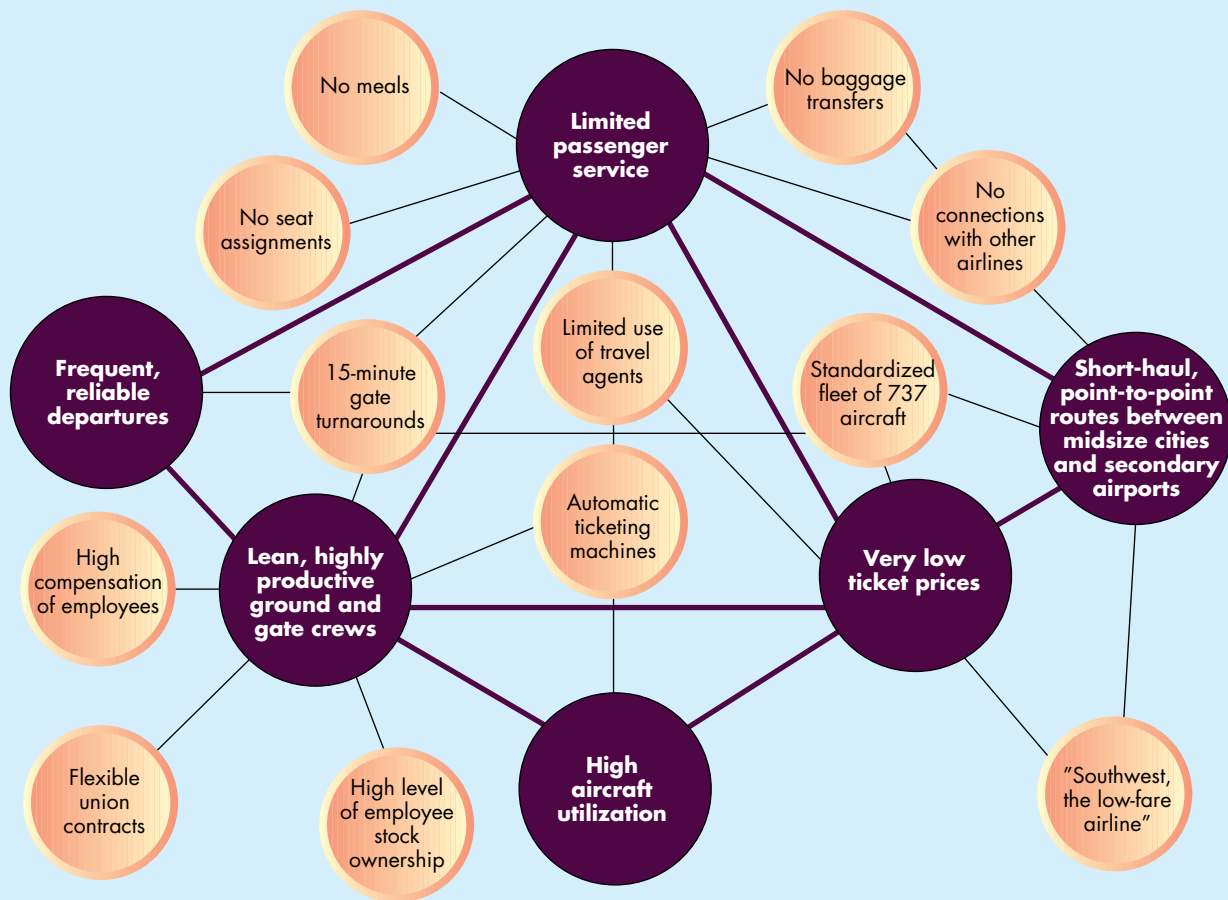 No meals
Limited
passenger
service
No baggage
transfers
No seat
assignments
No
connections
with other
airlines
Frequent,
reliable
departures
15-minute
gate
turnarounds
Limited use
of travel
agents
Standardized
fleet of 737
aircraft
Short-haul,
point-to-point
routes between
midsize cities
and secondary
airports
High
compensation
of employees
Lean, highly
productive
ground and
gate crews
Automatic
ticketing
machines
Very low
ticket prices
Flexible
union
contracts
High level
of employee
stock
ownership
High
aircraft
utilization
"Southwest,
the low-fare
airline"